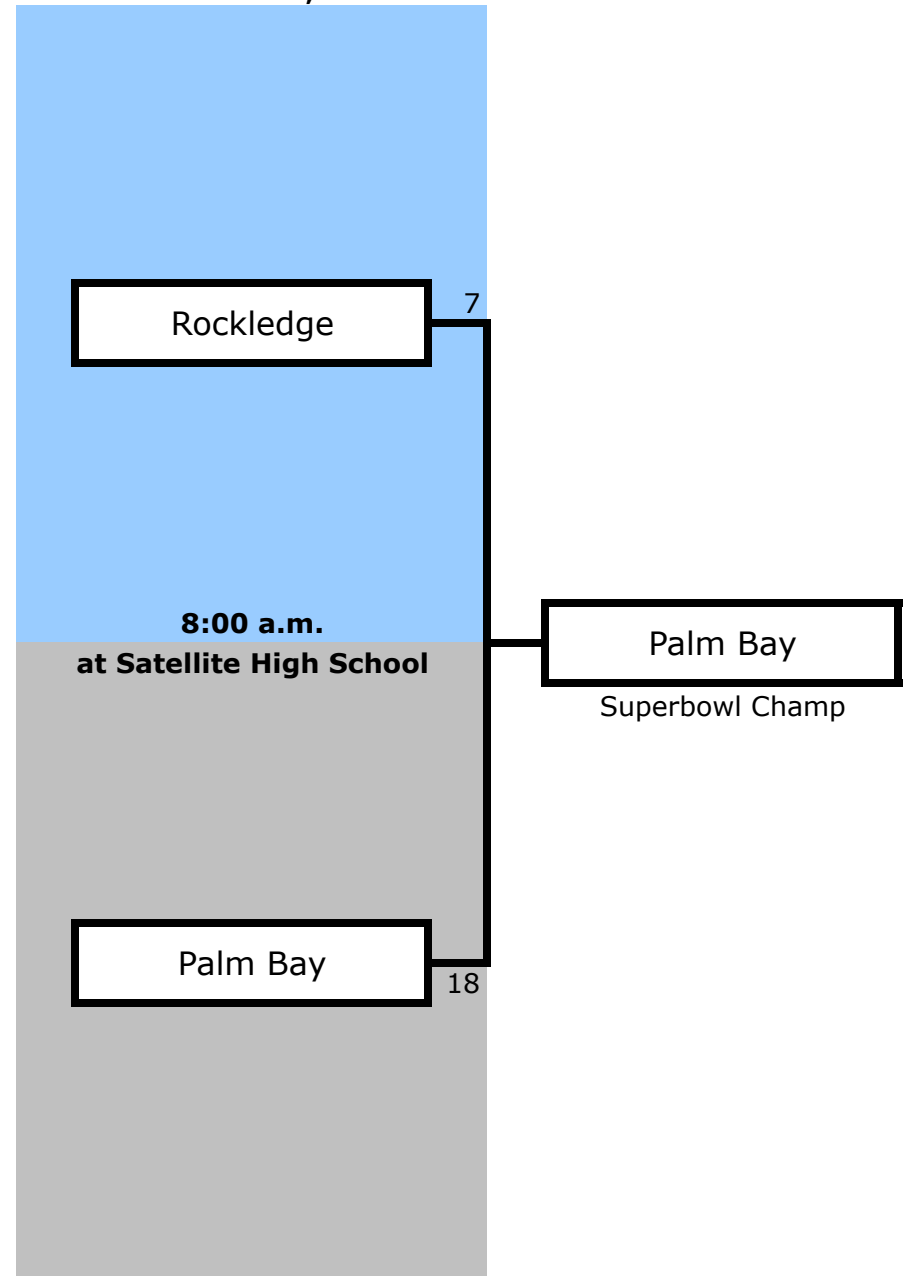 Rockledge
7
8:00 a.m.
at Satellite High School
Palm Bay
Superbowl Champ
Palm Bay
18